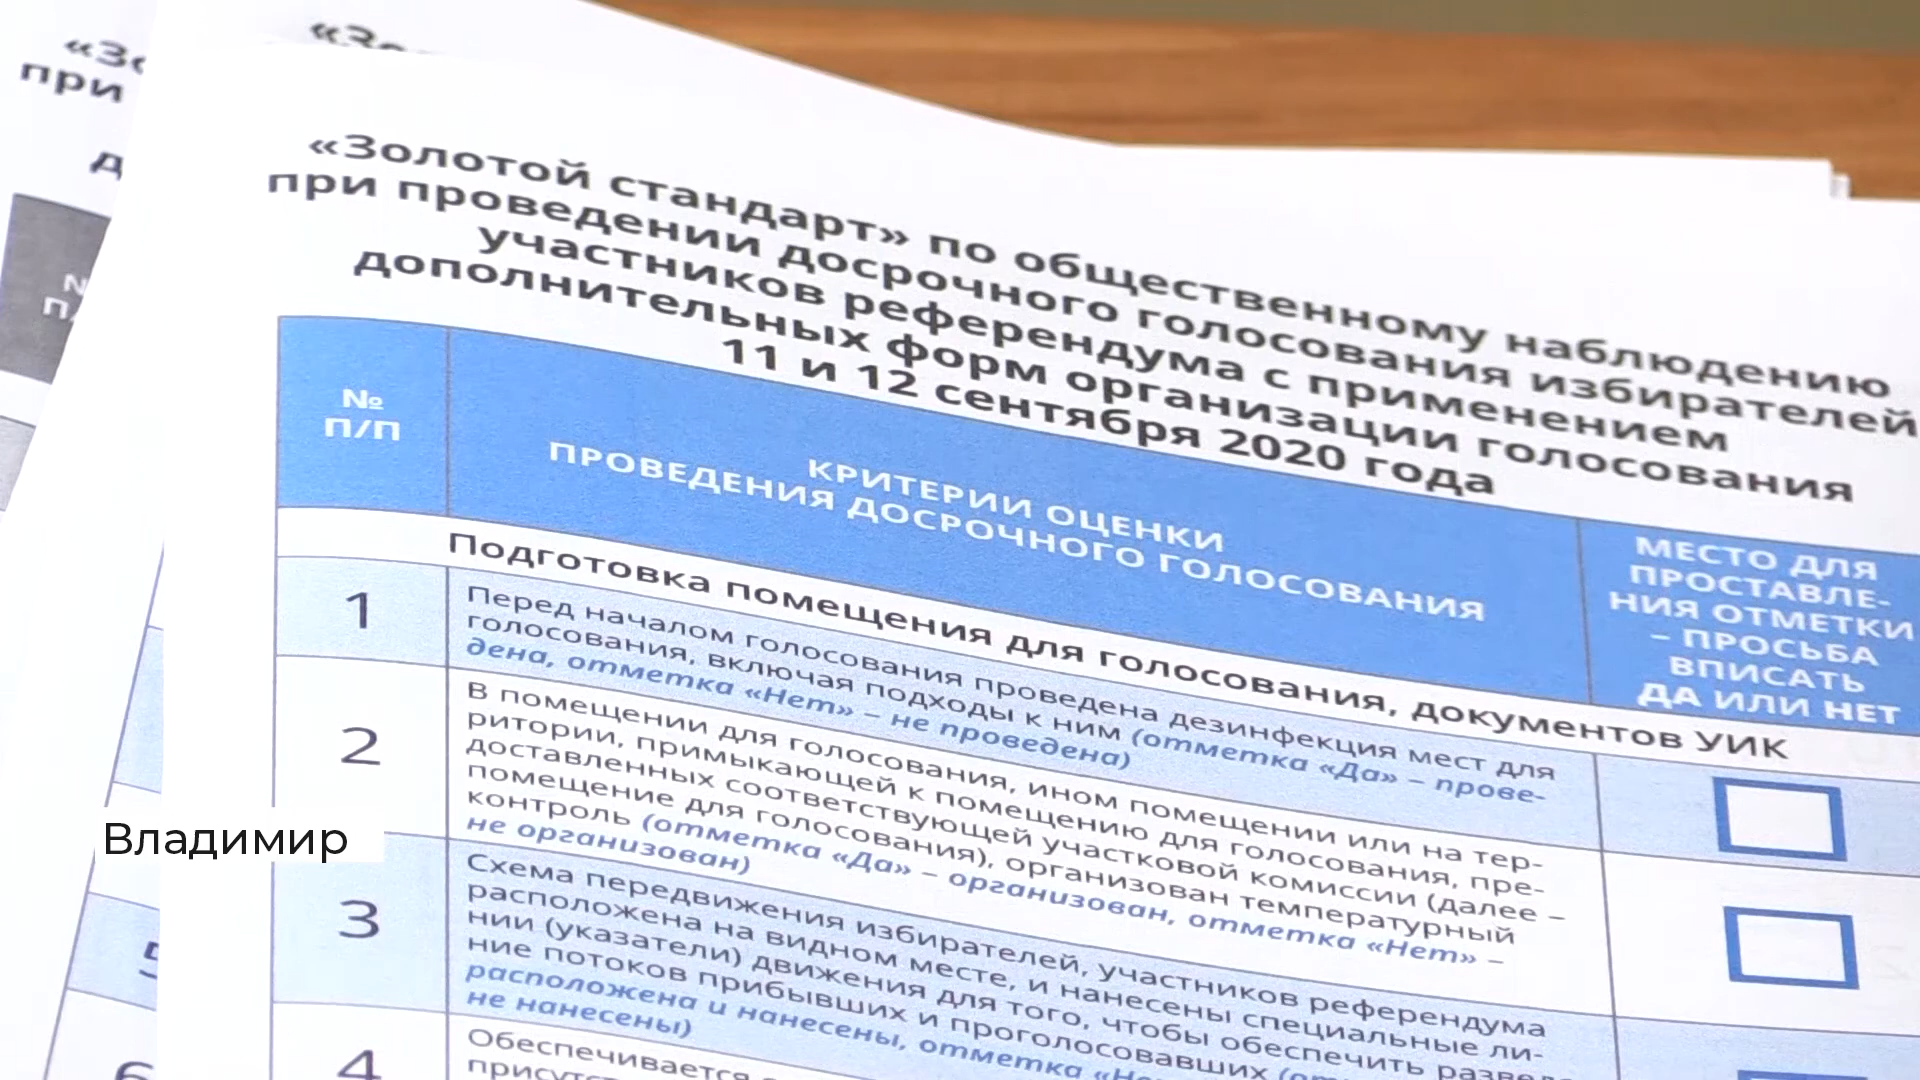 «Золотой стандарт» по общественному наблюдению
при проведении досрочного голосования избирателей
участников референдума с применением
дополнительных форм организации голосования
11 и 12 сентября 2020 года
№
П/П
КРИТЕРИИ ОЦЕНКИ
ПРОВЕДЕНИЯ ДОСРОЧНОГО ГОЛОСОВАНИЯ
МЕСТО ДЛЯ
ПРОСТАВЛЕ-
НИЯ ОТМЕТКИ
– ПРОСЬБА
ВПИСАТЬ
ДА ИЛИ НЕТ
Подготовка помещения для голосования, документов УИК
1
Перед началом голосования проведена дезинфекция мест для
голосования, включая подходы к ним (отметка «Да» – прове-
дена, отметка «Нет» – не проведена)
2
В помещении для голосования, ином помещении или на тер-
ритории, примыкающей к помещению для голосования, пре-
доставленных соответствующей участковой комиссии (далее –
помещение для голосования), организован температурный
контроль (отметка «Да» – организован, отметка «Нет» –
не организован)
3
Схема передвижения избирателей, участников референдума
расположена на видном месте, и нанесены специальные ли-
нии (указатели) движения для того, чтобы обеспечить разведе-
ние потоков прибывших и проголосовавших
расположена и нанесены, отметка
не нанесены)
4
Обеспечивается
при
5
6
Владимир